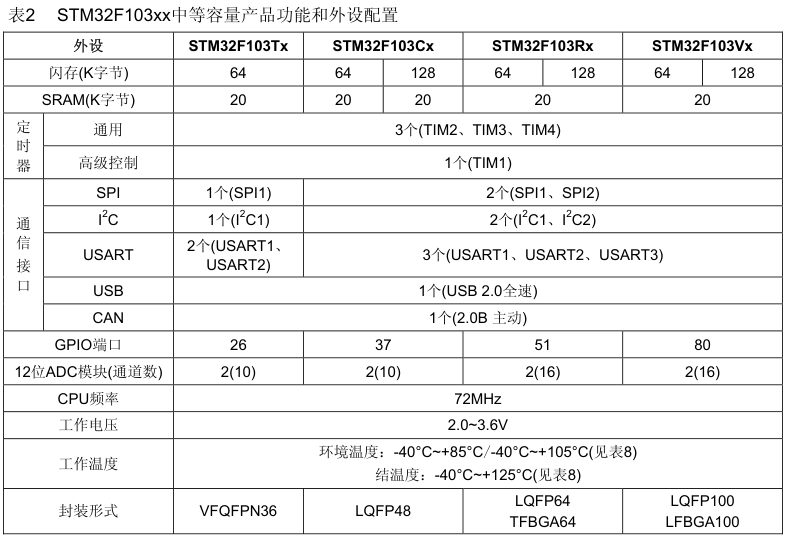 表2 STM32F103xx中等容量产品功能和外设配置
外设 STM32F103Tx STM32F103Cx STM32F103Rx STM32F103Vx
闪存(K字节) 64 64 128 64 128 64 128
SRAM(K字节) 20 20 20 20 20
定时器 通用 3个(TIM2、TIM3、TIM4)
高级控制 1个(TIM1)
通信接口 SPI 1个(SPI1) 2个(SPI1、SPI2)
I²C 1个(I²C1) 2个(I²C1、I²C2)
USART 2个(USART1、
USART2) 3个(USART1、USART2、USART3)
USB 1个(USB 2.0全速)
CAN 1个(2.0B 主动)
GPIO端口 26 37 51 80
12位ADC模块(通道数) 2(10) 2(10) 2(16) 2(16)
CPU频率 72MHz
工作电压 2.0~3.6V
工作温度 环境温度：-40°C~+85°C/-40°C~+105°C(见表8)
结温度：-40°C~+125°C(见表8)
封装形式 VFQFPN36 LQFP48 LQFP64
TFBGA64 LQFP100
LFBGA100